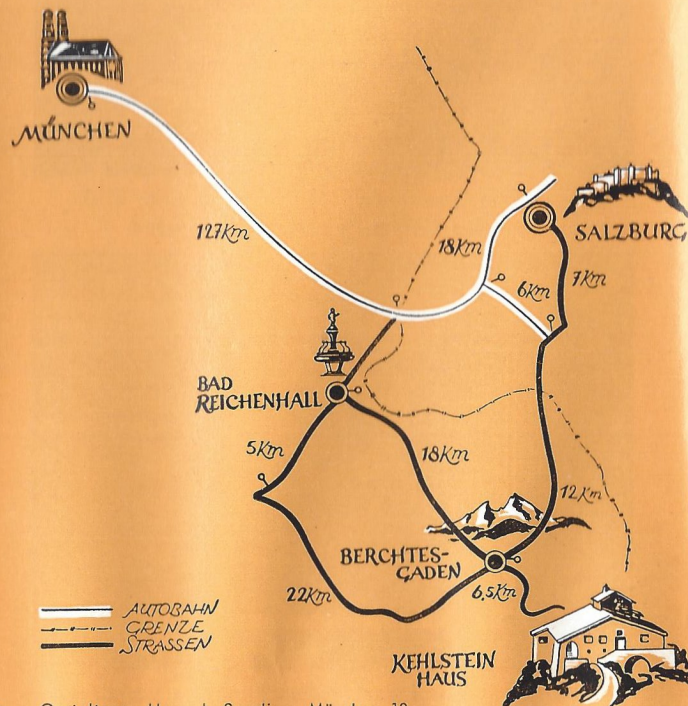 MÜNCHEN
127Km
18Km
SALZBURG
6Km
7Km
BAD
REICHENHALL
5Km
18Km
12Km
BERCHTES-
GADEN
22Km
6,5Km
AUTOBAHN
GRENZE
STRASSEN
KEHLSTEIN
HAUS